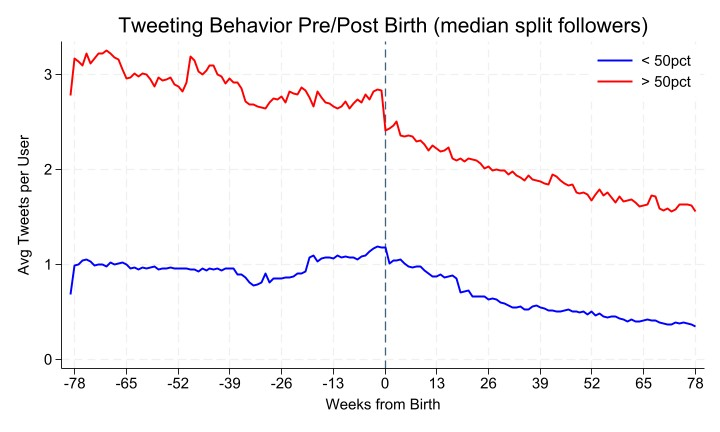 Tweeting Behavior Pre/Post Birth (median split followers)
< 50pct
> 50pct
Avg Tweets per User
3
2
1
0
-78 -65 -52 -39 -26 -13 0 13 26 39 52 65 78
Weeks from Birth